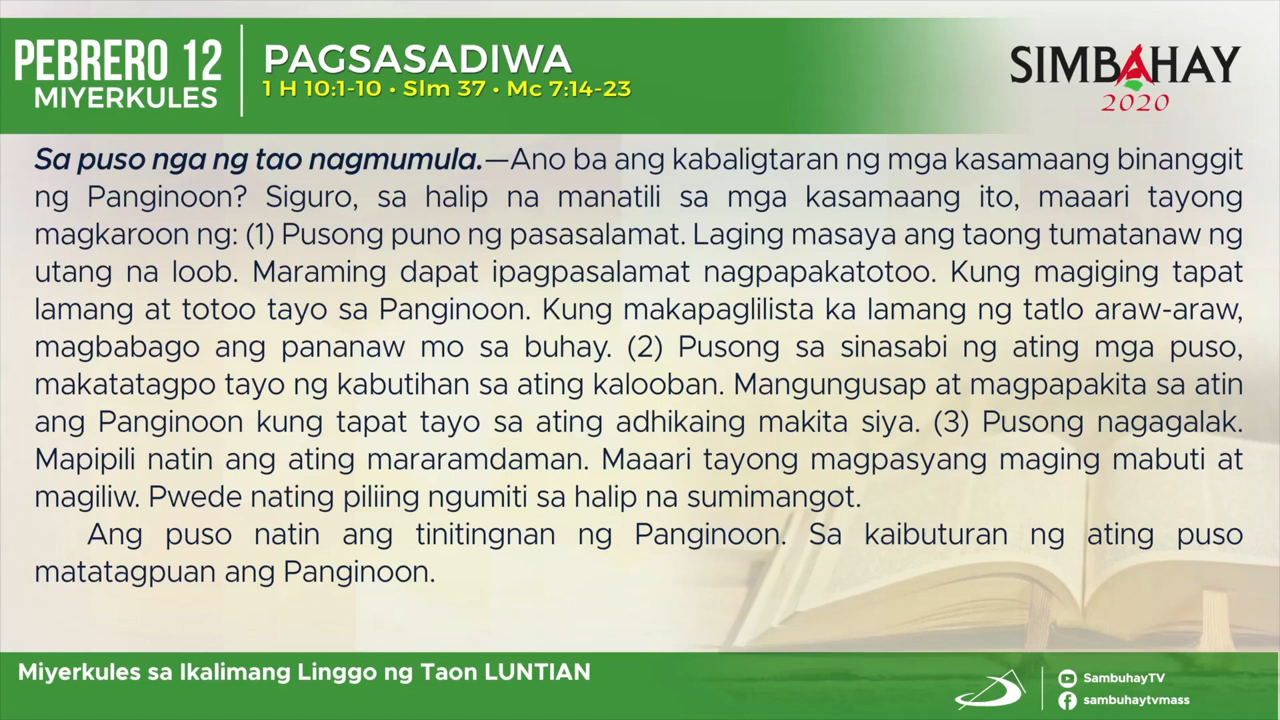 PEBRERO 12
MIYERKULES
PAGSASADIWA
1 H 10:1-10 • Slm 37 • Mc 7:14-23
SIMBAHAY
2020
Sa puso nga ng tao nagmumula.—Ano ba ang kabaligtaran ng mga kasamaang binanggit
ng Panginoon? Siguro, sa halip na manatili sa mga kasamaang ito, maaari tayong
magkaroon ng: (1) Pusong puno ng pasasalamat. Laging masaya ang taong tumatanaw ng
utang na loob. Maraming dapat ipagpasalamat nagpapakatotoo. Kung magiging tapat
lamang at totoo tayo sa Panginoon. Kung makapaglilista ka lamang ng tatlo araw-araw,
magbabago ang pananaw mo sa buhay. (2) Pusong sa sinasabi ng ating mga puso,
makatatagpo tayo ng kabutihan sa ating kalooban. Mangungusap at magpapakita sa atin
ang Panginoon kung tapat tayo sa ating adhikaing makita siya. (3) Pusong nagagalak.
Mapipili natin ang ating mararamdaman. Maaari tayong magpasyang maging mabuti at
magiliw. Pwede nating piliing ngumiti sa halip na sumimangot.
Ang puso natin ang tinitingnan ng Panginoon. Sa kaibuturan ng ating puso
matatagpuan ang Panginoon.
Miyerkules sa Ikalimang Linggo ng Taon LUNTIAN
SambuhayTV
sambuhaytvmass